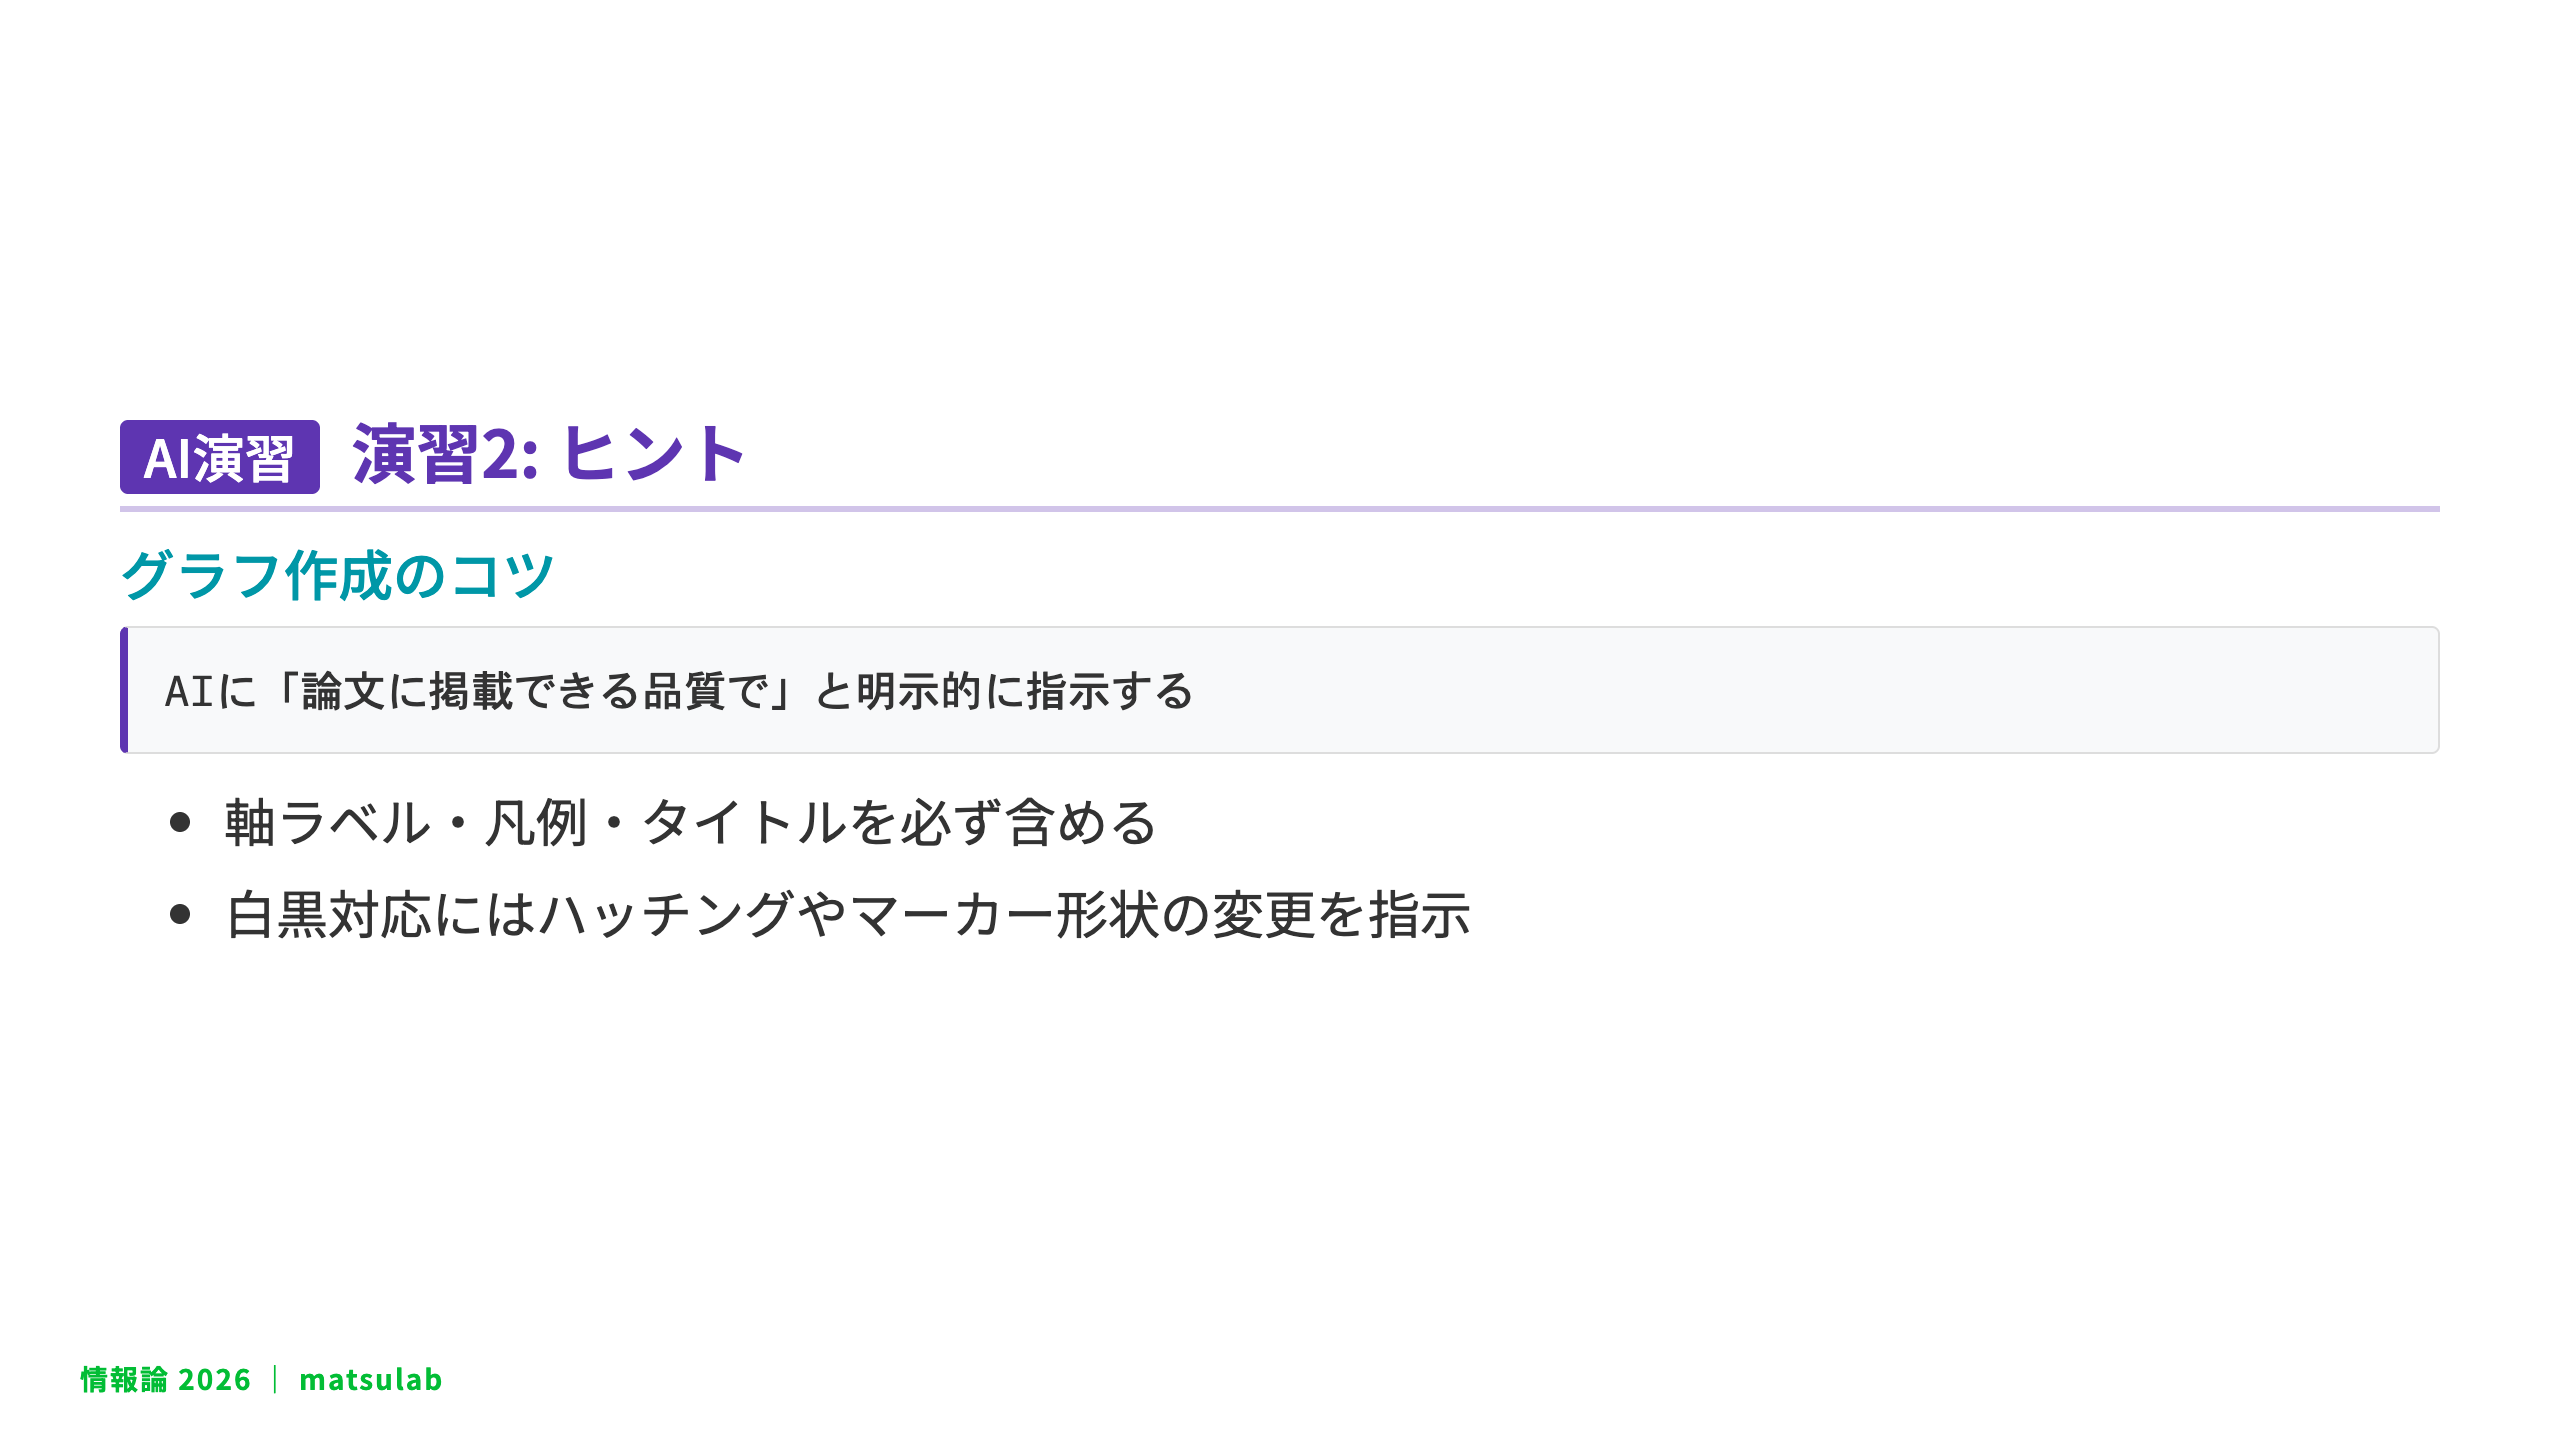 AI演習 演習2: ヒント
グラフ作成のコツ
AIに「論文に掲載できる品質で」と明示的に指示する
• 軸ラベル・凡例・タイトルを必ず含める
• 白黒対応にはハッチングやマーカー形状の変更を指示
情報論 2026 ｜ matsulab